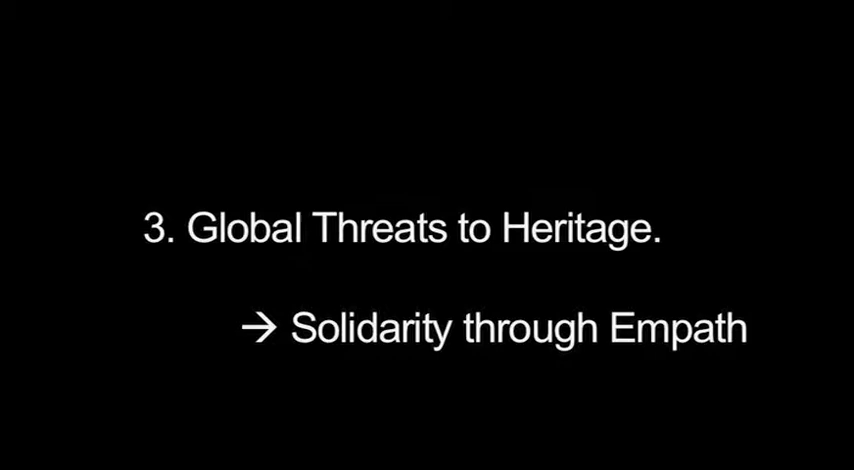 3. Global Threats to Heritage.
→ Solidarity through Empath